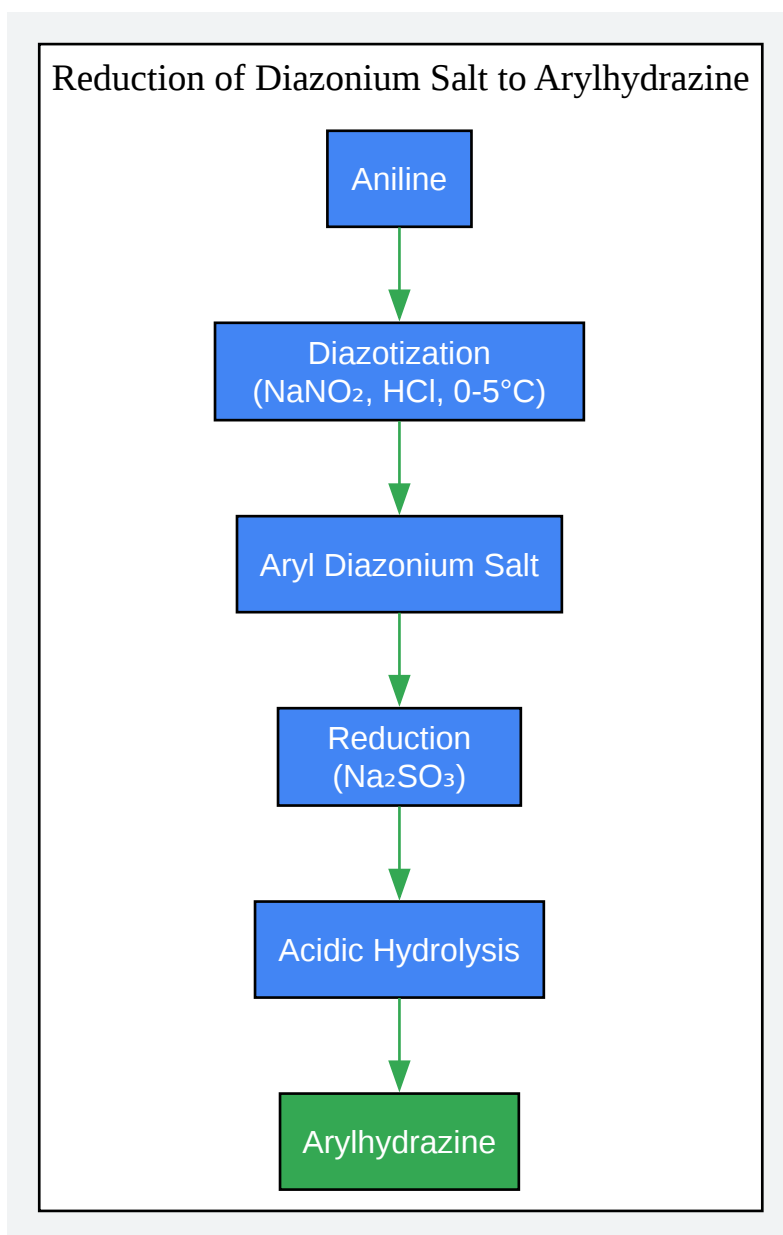 Reduction of Diazonium Salt to Arylhydrazine
Aniline
Diazotization
(NaNO₂, HCl, 0-5°C)
Aryl Diazonium Salt
Reduction
(Na₂SO₃)
Acidic Hydrolysis
Arylhydrazine